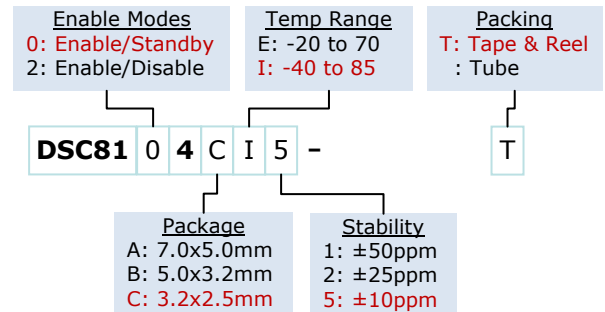 Enable Modes
0: Enable/Standby
2: Enable/Disable
Temp Range
E: -20 to 70
I: -40 to 85
Packing
T: Tape & Reel
: Tube
DSC81 0 4 C I 5 - T
Package
A: 7.0x5.0mm
B: 5.0x3.2mm
C: 3.2x2.5mm
Stability
1: ±50ppm
2: ±25ppm
5: ±10ppm